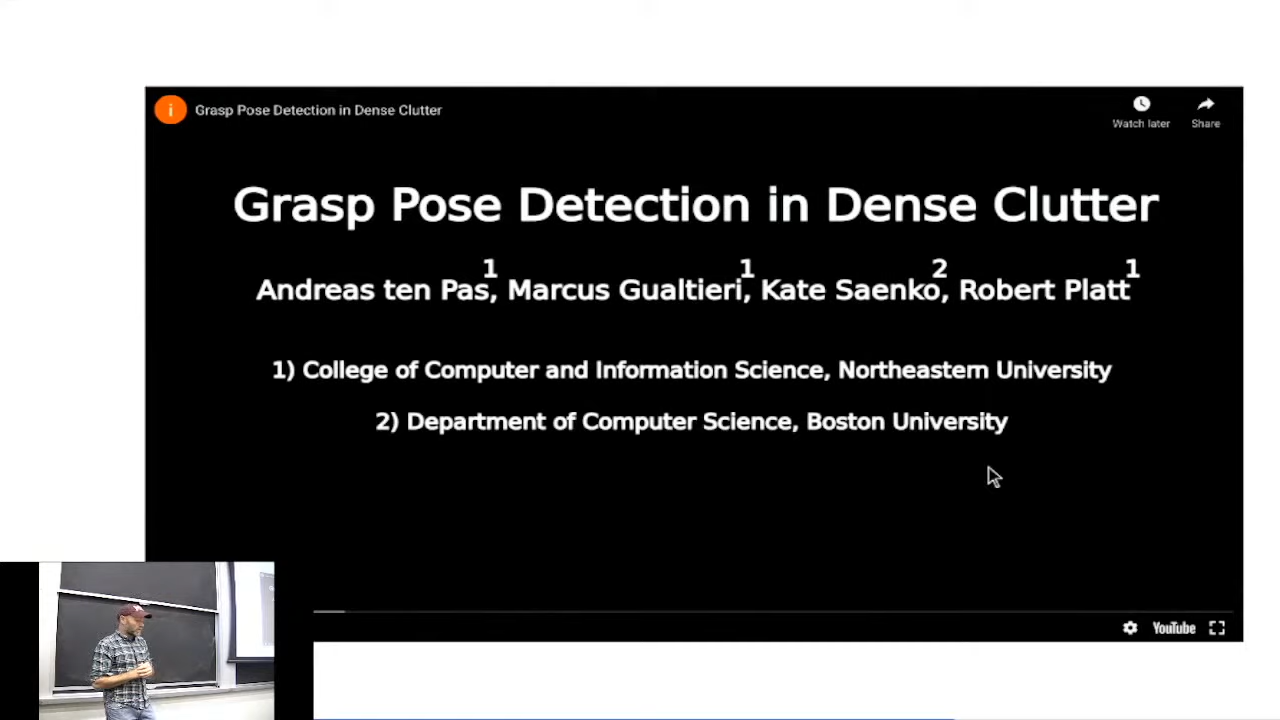 i
Grasp Pose Detection in Dense Clutter
Watch later
Share
Grasp Pose Detection in Dense Clutter
Andreas ten Pas,1 Marcus Gualtieri,1 Kate Saenko,2 Robert Platt1
1) College of Computer and Information Science, Northeastern University
2) Department of Computer Science, Boston University
YouTube